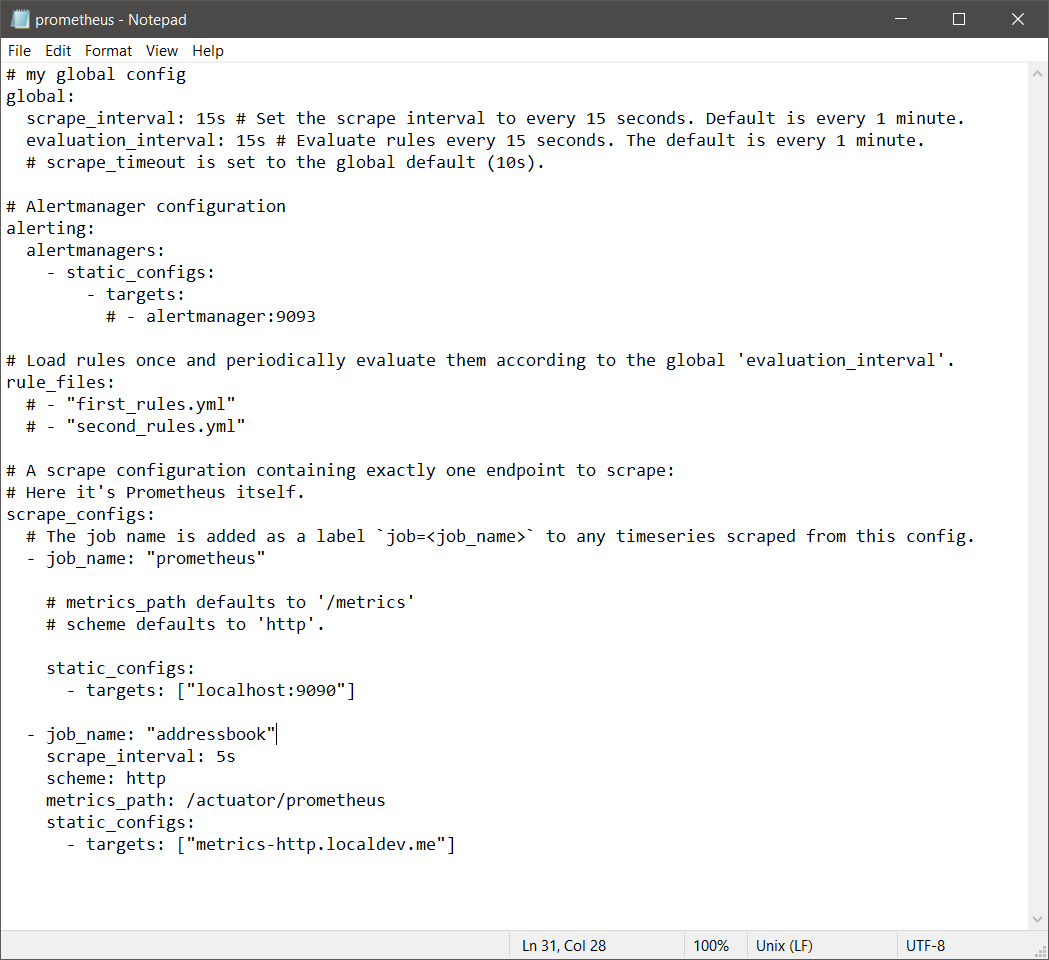 prometheus - Notepad
File Edit Format View Help
# my global config
global:
  scrape_interval: 15s # Set the scrape interval to every 15 seconds. Default is every 1 minute.
  evaluation_interval: 15s # Evaluate rules every 15 seconds. The default is every 1 minute.
  # scrape_timeout is set to the global default (10s).

# Alertmanager configuration
alerting:
  alertmanagers:
    - static_configs:
        - targets:
          # - alertmanager:9093

# Load rules once and periodically evaluate them according to the global 'evaluation_interval'.
rule_files:
  # - "first_rules.yml"
  # - "second_rules.yml"

# A scrape configuration containing exactly one endpoint to scrape:
# Here it's Prometheus itself.
scrape_configs:
  # The job name is added as a label `job=<job_name>` to any timeseries scraped from this config.
  - job_name: "prometheus"

    # metrics_path defaults to '/metrics'
    # scheme defaults to 'http'.

    static_configs:
      - targets: ["localhost:9090"]

  - job_name: "addressbook"
    scrape_interval: 5s
    scheme: http
    metrics_path: /actuator/prometheus
    static_configs:
      - targets: ["metrics-http.localdev.me"]
Ln 31, Col 28 100% Unix (LF) UTF-8